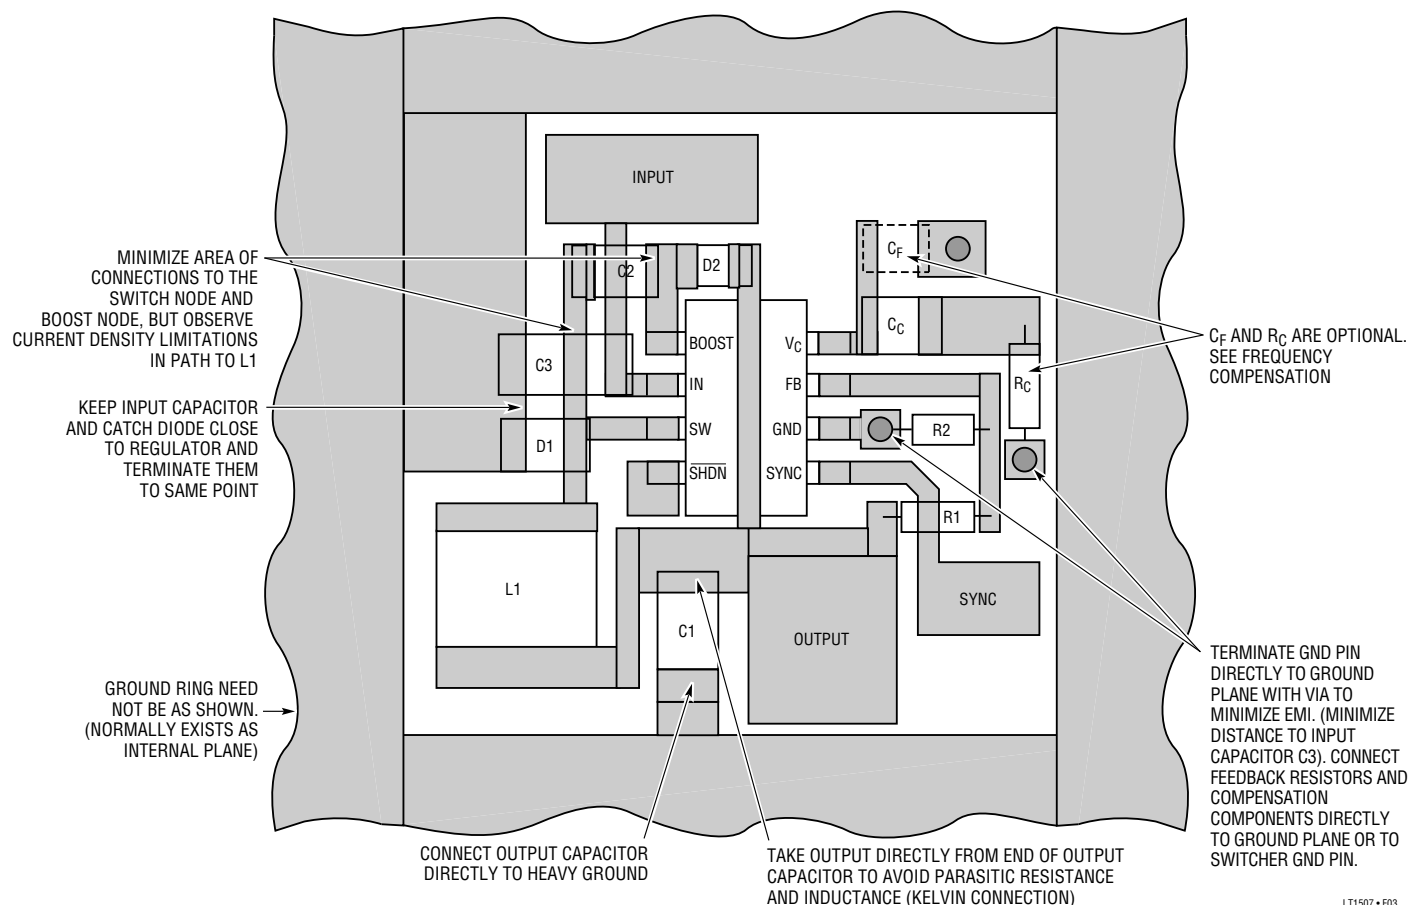 INPUT
MINIMIZE AREA OF
CONNECTIONS TO THE
SWITCH NODE AND
BOOST NODE, BUT OBSERVE
CURRENT DENSITY LIMITATIONS
IN PATH TO L1
C2
D2
CF
CC
BOOST
VC
C3
IN
FB
RC
CF AND RC ARE OPTIONAL.
SEE FREQUENCY
COMPENSATION
KEEP INPUT CAPACITOR
AND CATCH DIODE CLOSE
TO REGULATOR AND
TERMINATE THEM
TO SAME POINT
D1
SW
GND
R2
SHDN
SYNC
R1
L1
C1
OUTPUT
SYNC
GROUND RING NEED
NOT BE AS SHOWN.
(NORMALLY EXISTS AS
INTERNAL PLANE)
TERMINATE GND PIN
DIRECTLY TO GROUND
PLANE WITH VIA TO
MINIMIZE EMI. (MINIMIZE
DISTANCE TO INPUT
CAPACITOR C3). CONNECT
FEEDBACK RESISTORS AND
COMPENSATION
COMPONENTS DIRECTLY
TO GROUND PLANE OR TO
SWITCHER GND PIN.
CONNECT OUTPUT CAPACITOR
DIRECTLY TO HEAVY GROUND
TAKE OUTPUT DIRECTLY FROM END OF OUTPUT
CAPACITOR TO AVOID PARASITIC RESISTANCE
AND INDUCTANCE (KELVIN CONNECTION)
LT1507 • F03